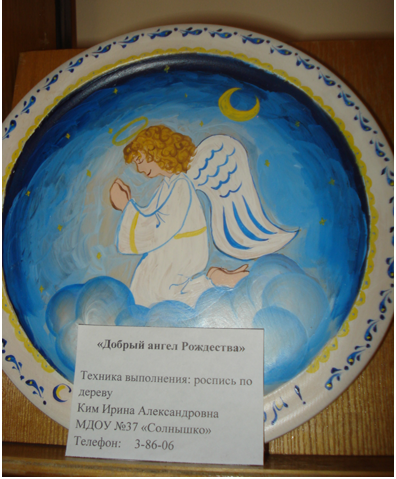 «Добрый ангел Рождества»
Техника выполнения: роспись по
дереву
Ким Ирина Александровна
МДОУ №37 «Солнышко»
Телефон: 3-86-06